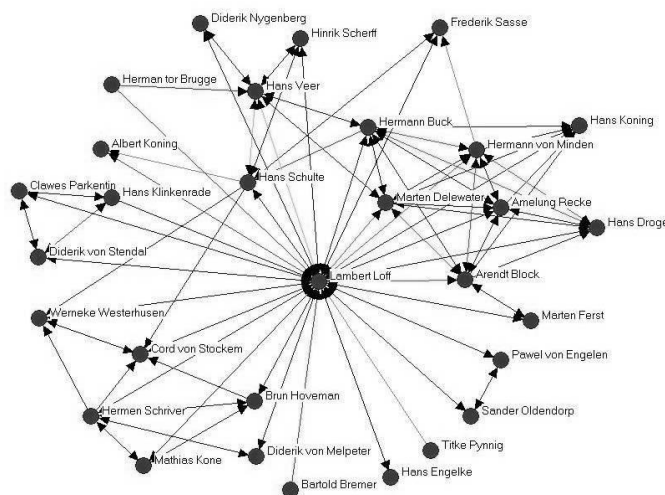 Diderik Nygenberg
Frederik Sasse
Hinrik Scherff
Herman tor Brugge
Hans Veer
Hermann Buck
Hans Koning
Albert Koning
Hermann von Minden
Hans Schulte
Clawes Parkentin
Hans Klinkenrade
Marten Delewater
Amelung Recke
Hans Droge
Diderik von Stendal
Lambert Loff
Arendt Block
Werneke Westerhusen
Marten Ferst
Cord von Stockem
Pawel von Engelen
Brun Hoveman
Hermen Schriver
Sander Oldendorp
Titke Pynnig
Diderik von Melpeter
Mathias Kone
Hans Engelke
Bartold Bremer